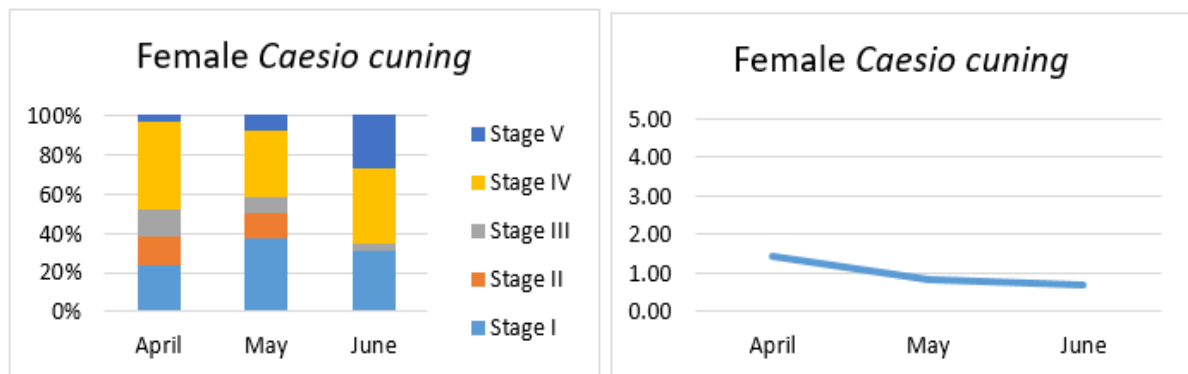 Female Caesio cuning
100%
80%
60%
40%
20%
0%
April May June
Stage V
Stage IV
Stage III
Stage II
Stage I
Female Caesio cuning
5.00
4.00
3.00
2.00
1.00
0.00
April May June